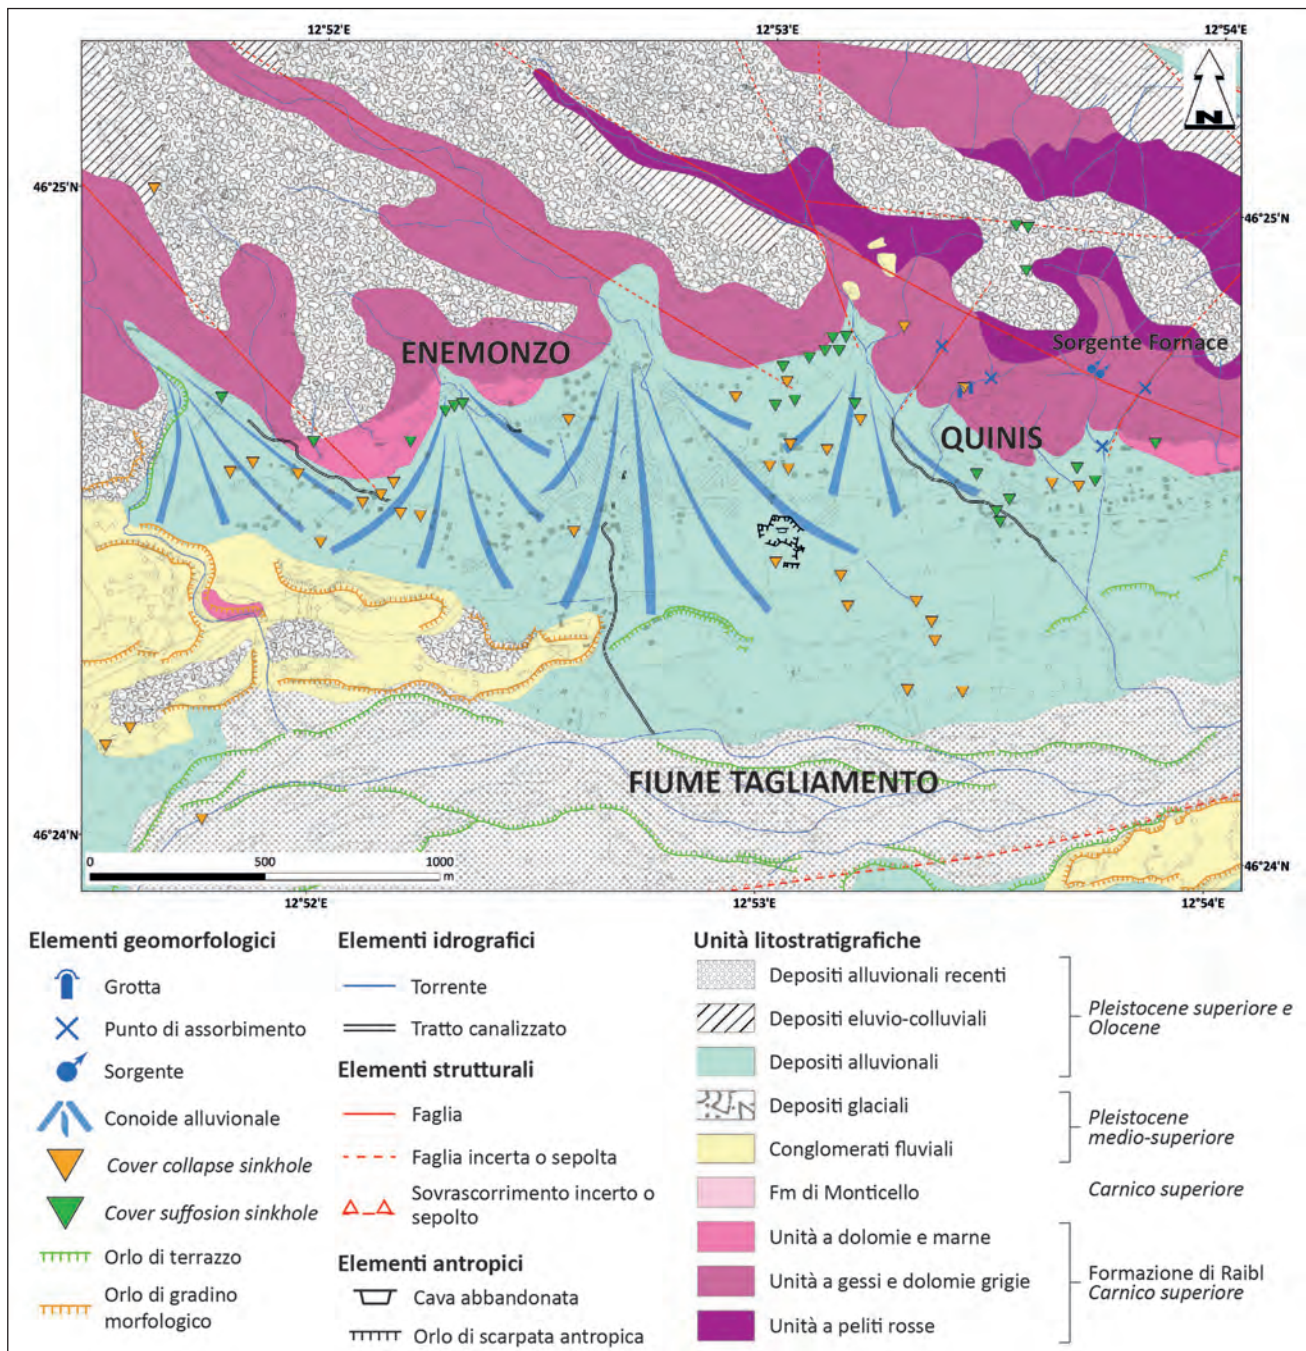 12°52'E
12°53'E
12°54'E
N
46°25'N
46°25'N
ENEMONZO
Sorgente Fornace
QUINIS
FIUME TAGLIAMENTO
46°24'N
46°24'N
0
500
1000
m
12°52'E
12°53'E
12°54'E
Elementi geomorfologici
Grotta
Punto di assorbimento
Sorgente
Conoide alluvionale
Cover collapse sinkhole
Cover suffosion sinkhole
Orlo di terrazzo
Orlo di gradino
morfologico
Elementi idrografici
Torrente
Tratto canalizzato
Elementi strutturali
Faglia
Faglia incerta o sepolta
Sovrascorrimento incerto o
sepolto
Elementi antropici
Cava abbandonata
Orlo di scarpata antropica
Unità litostratigrafiche
Depositi alluvionali recenti
Depositi eluvio-colluviali
Depositi alluvionali
Pleistocene superiore e
Olocene
Depositi glaciali
Conglomerati fluviali
Pleistocene
medio-superiore
Fm di Monticello
Carnico superiore
Unità a dolomie e marne
Unità a gessi e dolomie grigie
Unità a peliti rosse
Formazione di Raibl
Carnico superiore